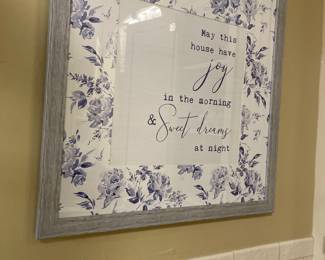 May this
house have
joy
in the morning
& Sweet dreams
at night